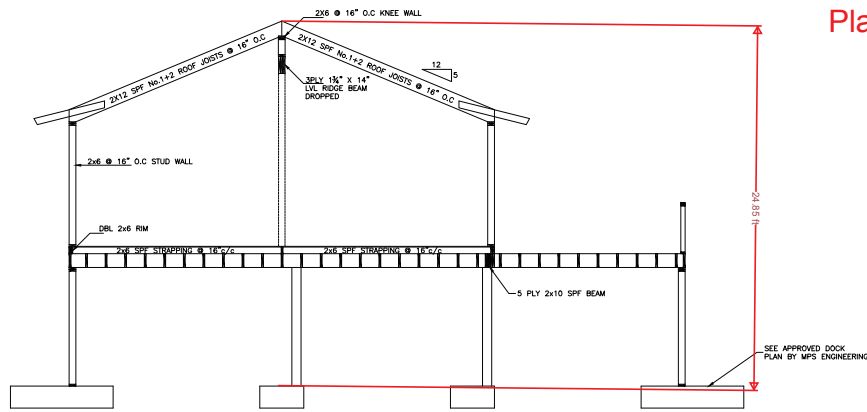 2X6 @ 16" O.C KNEE WALL
Pla
2X12 SPF No.1+2 ROOF JOISTS @ 16" O.C
2X12 SPF No.1+2 ROOF JOISTS @ 16" O.C
12
5
3PLY 1¾" X 14"
LVL RIDGE BEAM
DROPPED
2x6 @ 16" O.C STUD WALL
24.85 ft
DBL 2x6 RIM
2x6 SPF STRAPPING @ 16"c/c
2x6 SPF STRAPPING @ 16"c/c
5 PLY 2x10 SPF BEAM
SEE APPROVED DOCK
PLAN BY MPS ENGINEERING